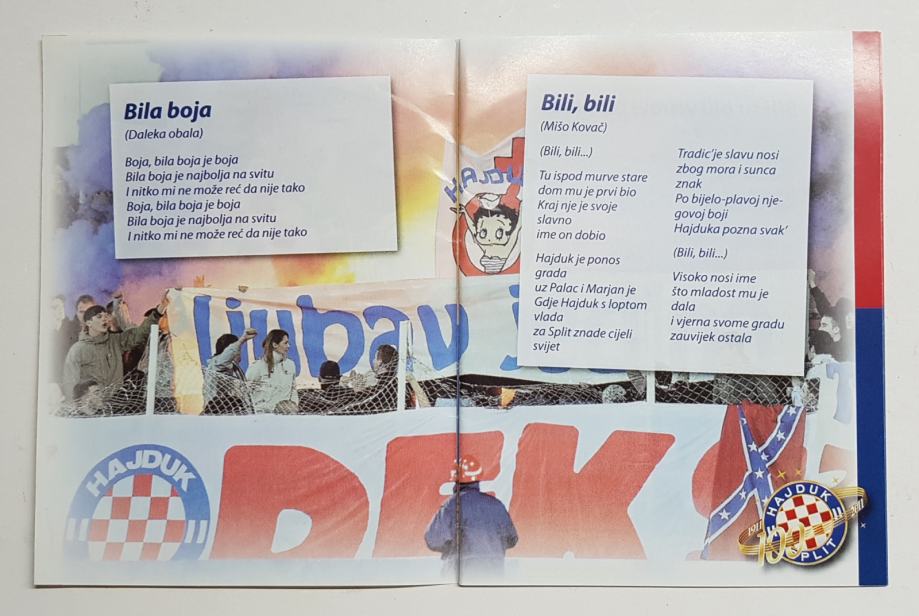 Bila boja
(Daleka obala)
Boja, bila boja je boja
Bila boja je najbolja na svitu
I nitko mi ne može reć da nije tako
Boja, bila boja je boja
Bila boja je najbolja na svitu
I nitko mi ne može reć da nije tako
Bili, bili
(Mišo Kovač)
(Bili, bili...)
Tu ispod murve stare
dom mu je prvi bio
Kraj nje je svoje
slavno
ime on dobio
Hajduk je ponos
grada
uz Palac i Marjan je
Gdje Hajduk s loptom
vlada
za Split znade cijeli
svijet
Tradic'je slavu nosi
zbog mora i sunca
znak
Po bijelo-plavoj nje-
govoj boji
Hajduka pozna svak'
(Bili, bili...)
Visoko nosi ime
što mladost mu je
dala
i vjerna svome gradu
zauvijek ostala
ljubav
HAJDUK
HAJDUK
SPLIT
1911
2011
100